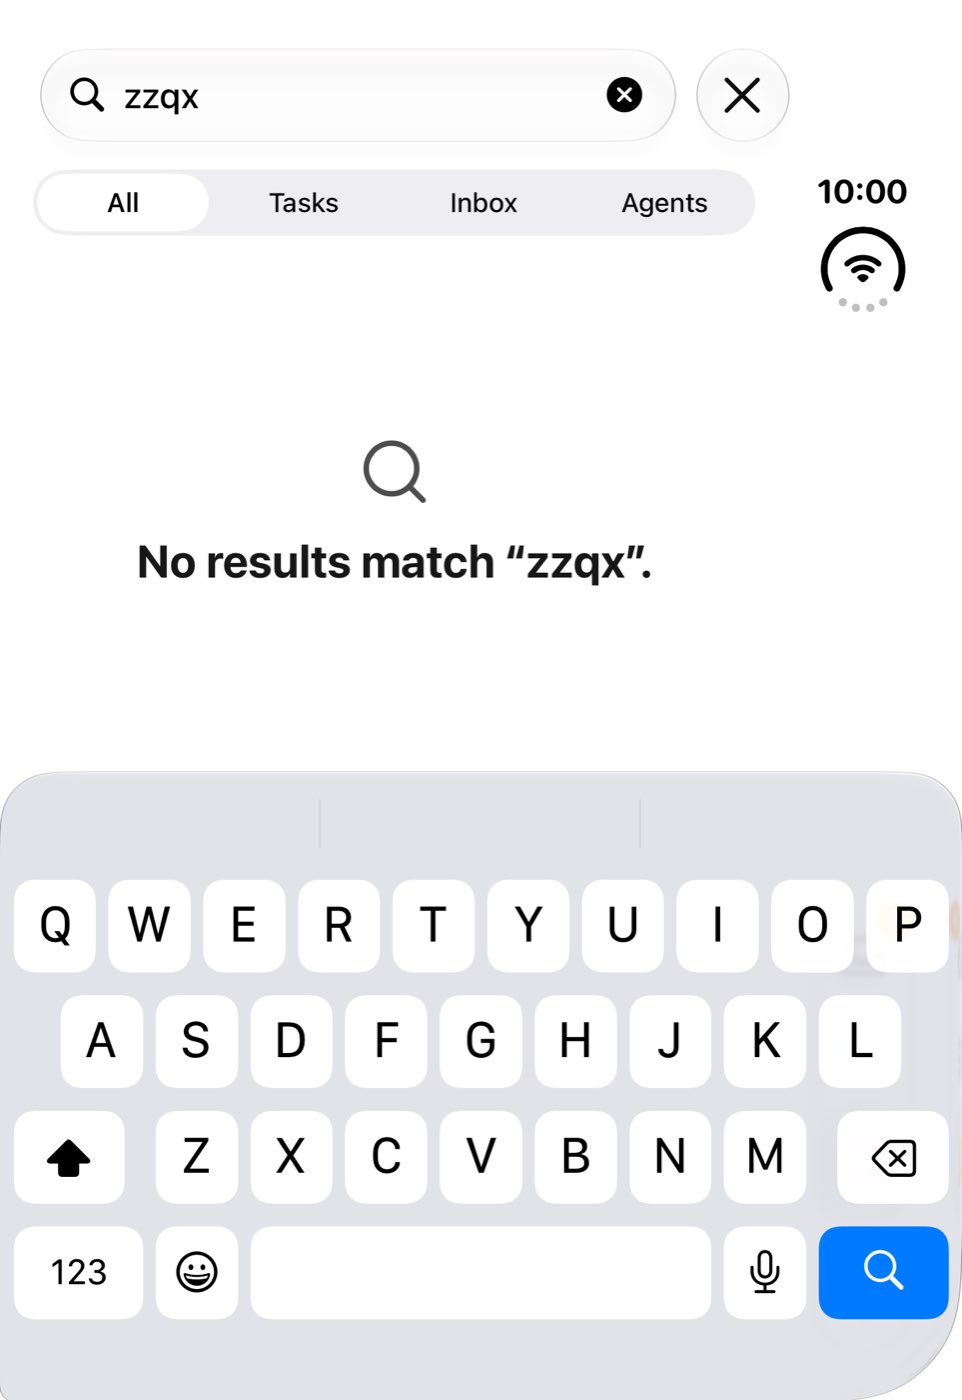 zzqx
All Tasks Inbox Agents
10:00
No results match “zzqx”.
Q W E R T Y U I O P
A S D F G H J K L
Z X C V B N M
123